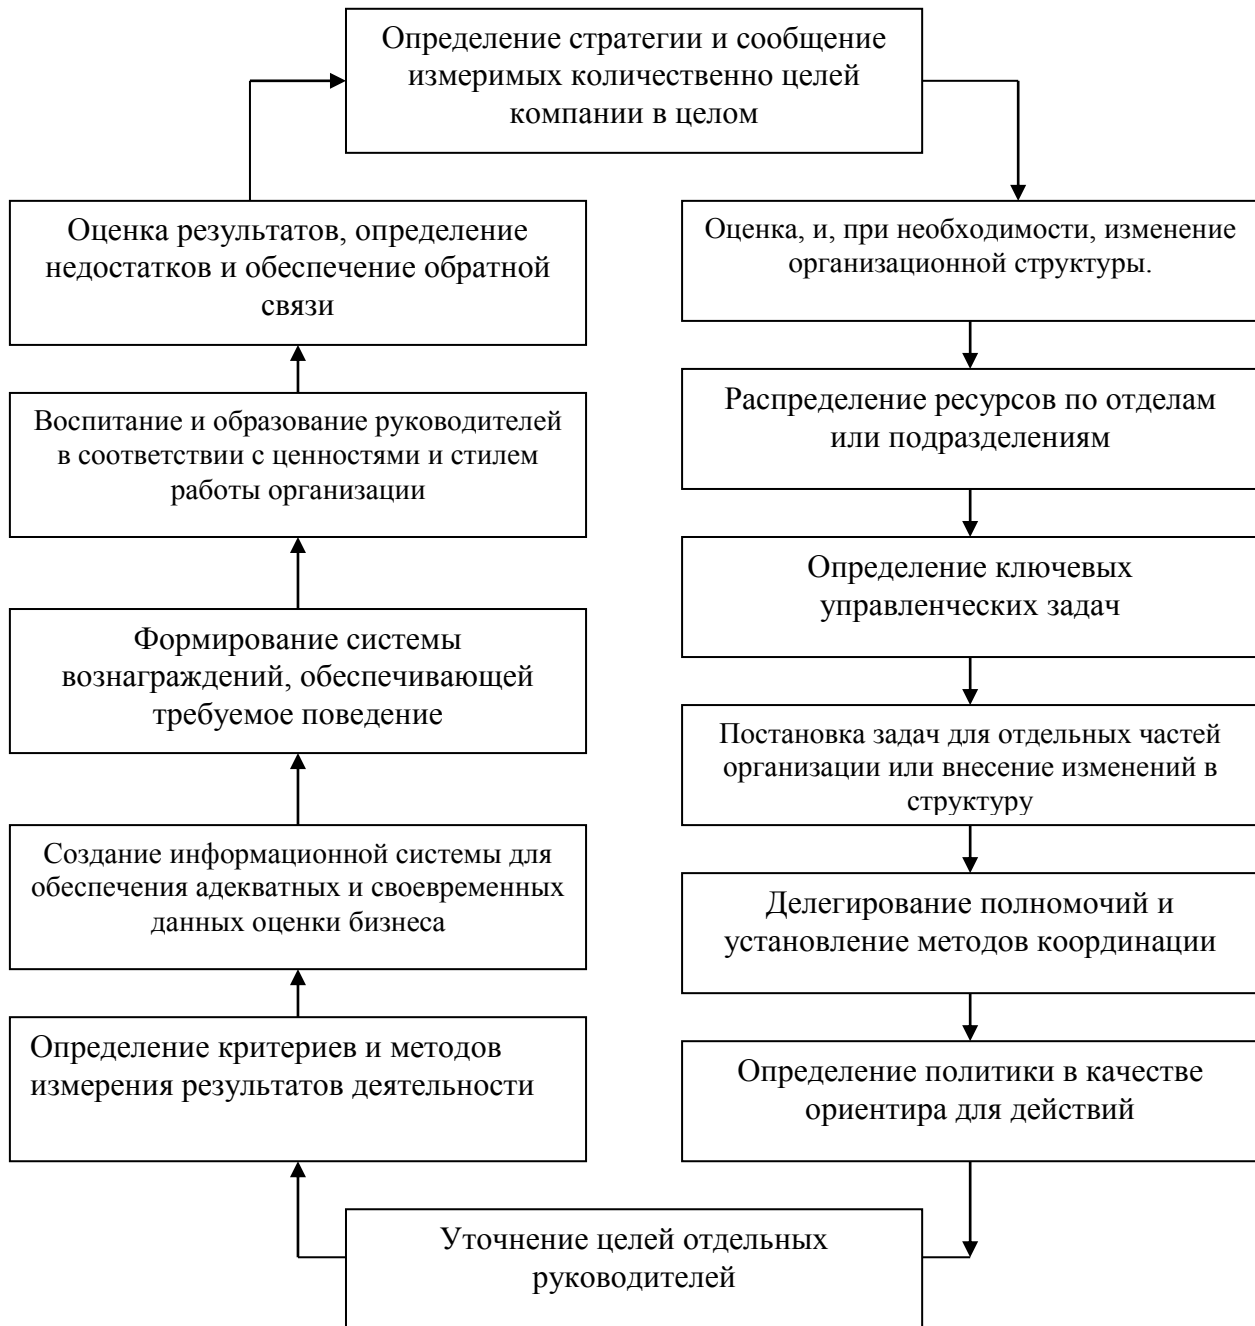 Определение стратегии и сообщение
измеримых количественно целей
компании в целом
Оценка, и, при необходимости, изменение
организационной структуры.
Распределение ресурсов по отделам
или подразделениям
Определение ключевых
управленческих задач
Постановка задач для отдельных частей
организации или внесение изменений в
структуру
Делегирование полномочий и
установление методов координации
Определение политики в качестве
ориентира для действий
Уточнение целей отдельных
руководителей
Определение критериев и методов
измерения результатов деятельности
Создание информационной системы для
обеспечения адекватных и своевременных
данных оценки бизнеса
Формирование системы
вознаграждений, обеспечивающей
требуемое поведение
Воспитание и образование руководителей
в соответствии с ценностями и стилем
работы организации
Оценка результатов, определение
недостатков и обеспечение обратной
связи